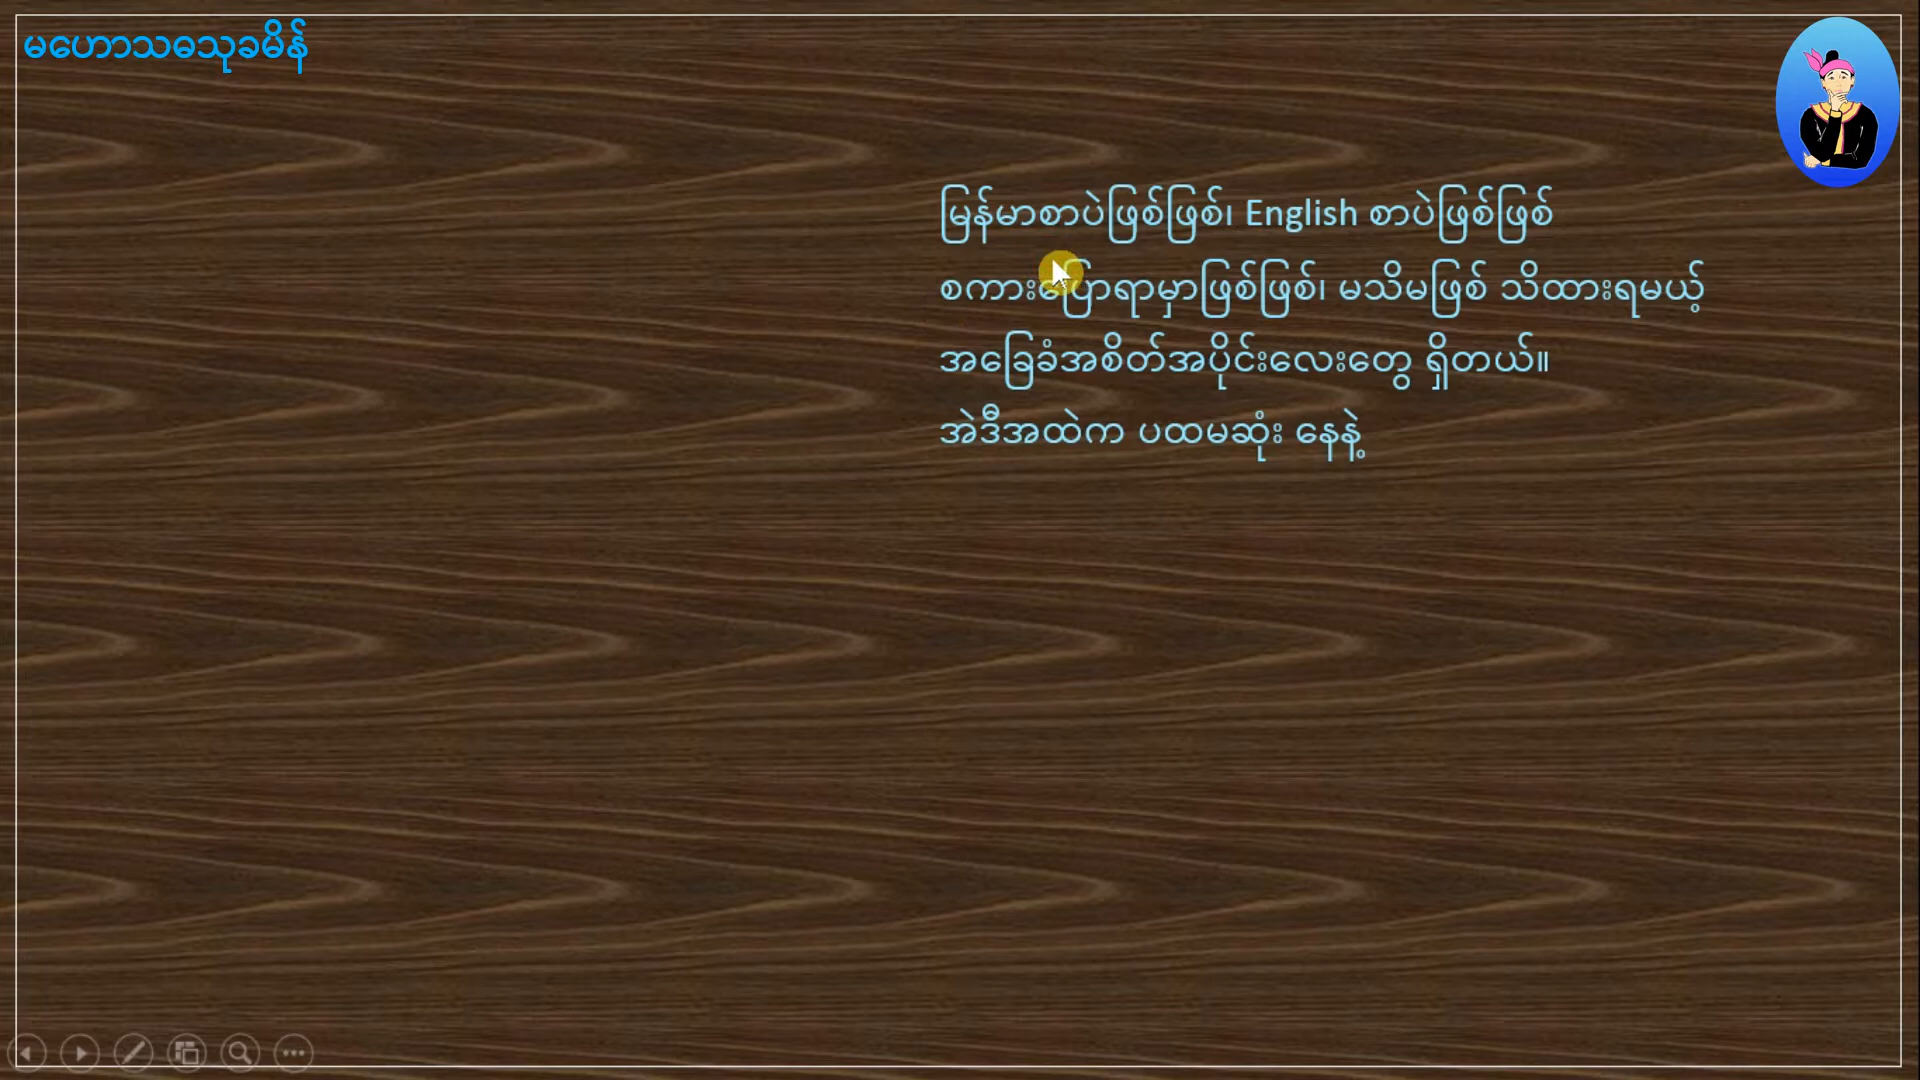 မဟောသဓသုခမိန်
မြန်မာစာပဲဖြစ်ဖြစ်၊ English စာပဲဖြစ်ဖြစ်
စကားပြောရာမှာဖြစ်ဖြစ်၊ မသိမဖြစ် သိထားရမယ့်
အခြေခံအစိတ်အပိုင်းလေးတွေ ရှိတယ်။
အဲဒီအထဲက ပထမဆုံး နေနဲ့